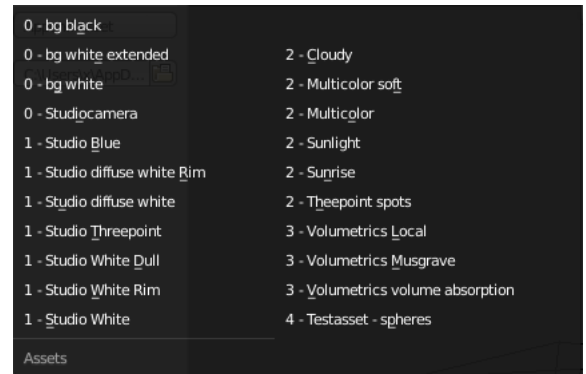 0 - bg black
0 - bg white extended
0 - bg white
0 - Studiocamera
1 - Studio Blue
1 - Studio diffuse white Rim
1 - Studio diffuse white
1 - Studio Threepoint
1 - Studio White Dull
1 - Studio White Rim
1 - Studio White
Assets
2 - Cloudy
2 - Multicolor soft
2 - Multicolor
2 - Sunlight
2 - Sunrise
2 - Theepoint spots
3 - Volumetrics Local
3 - Volumetrics Musgrave
3 - Volumetrics volume absorption
4 - Testasset - spheres